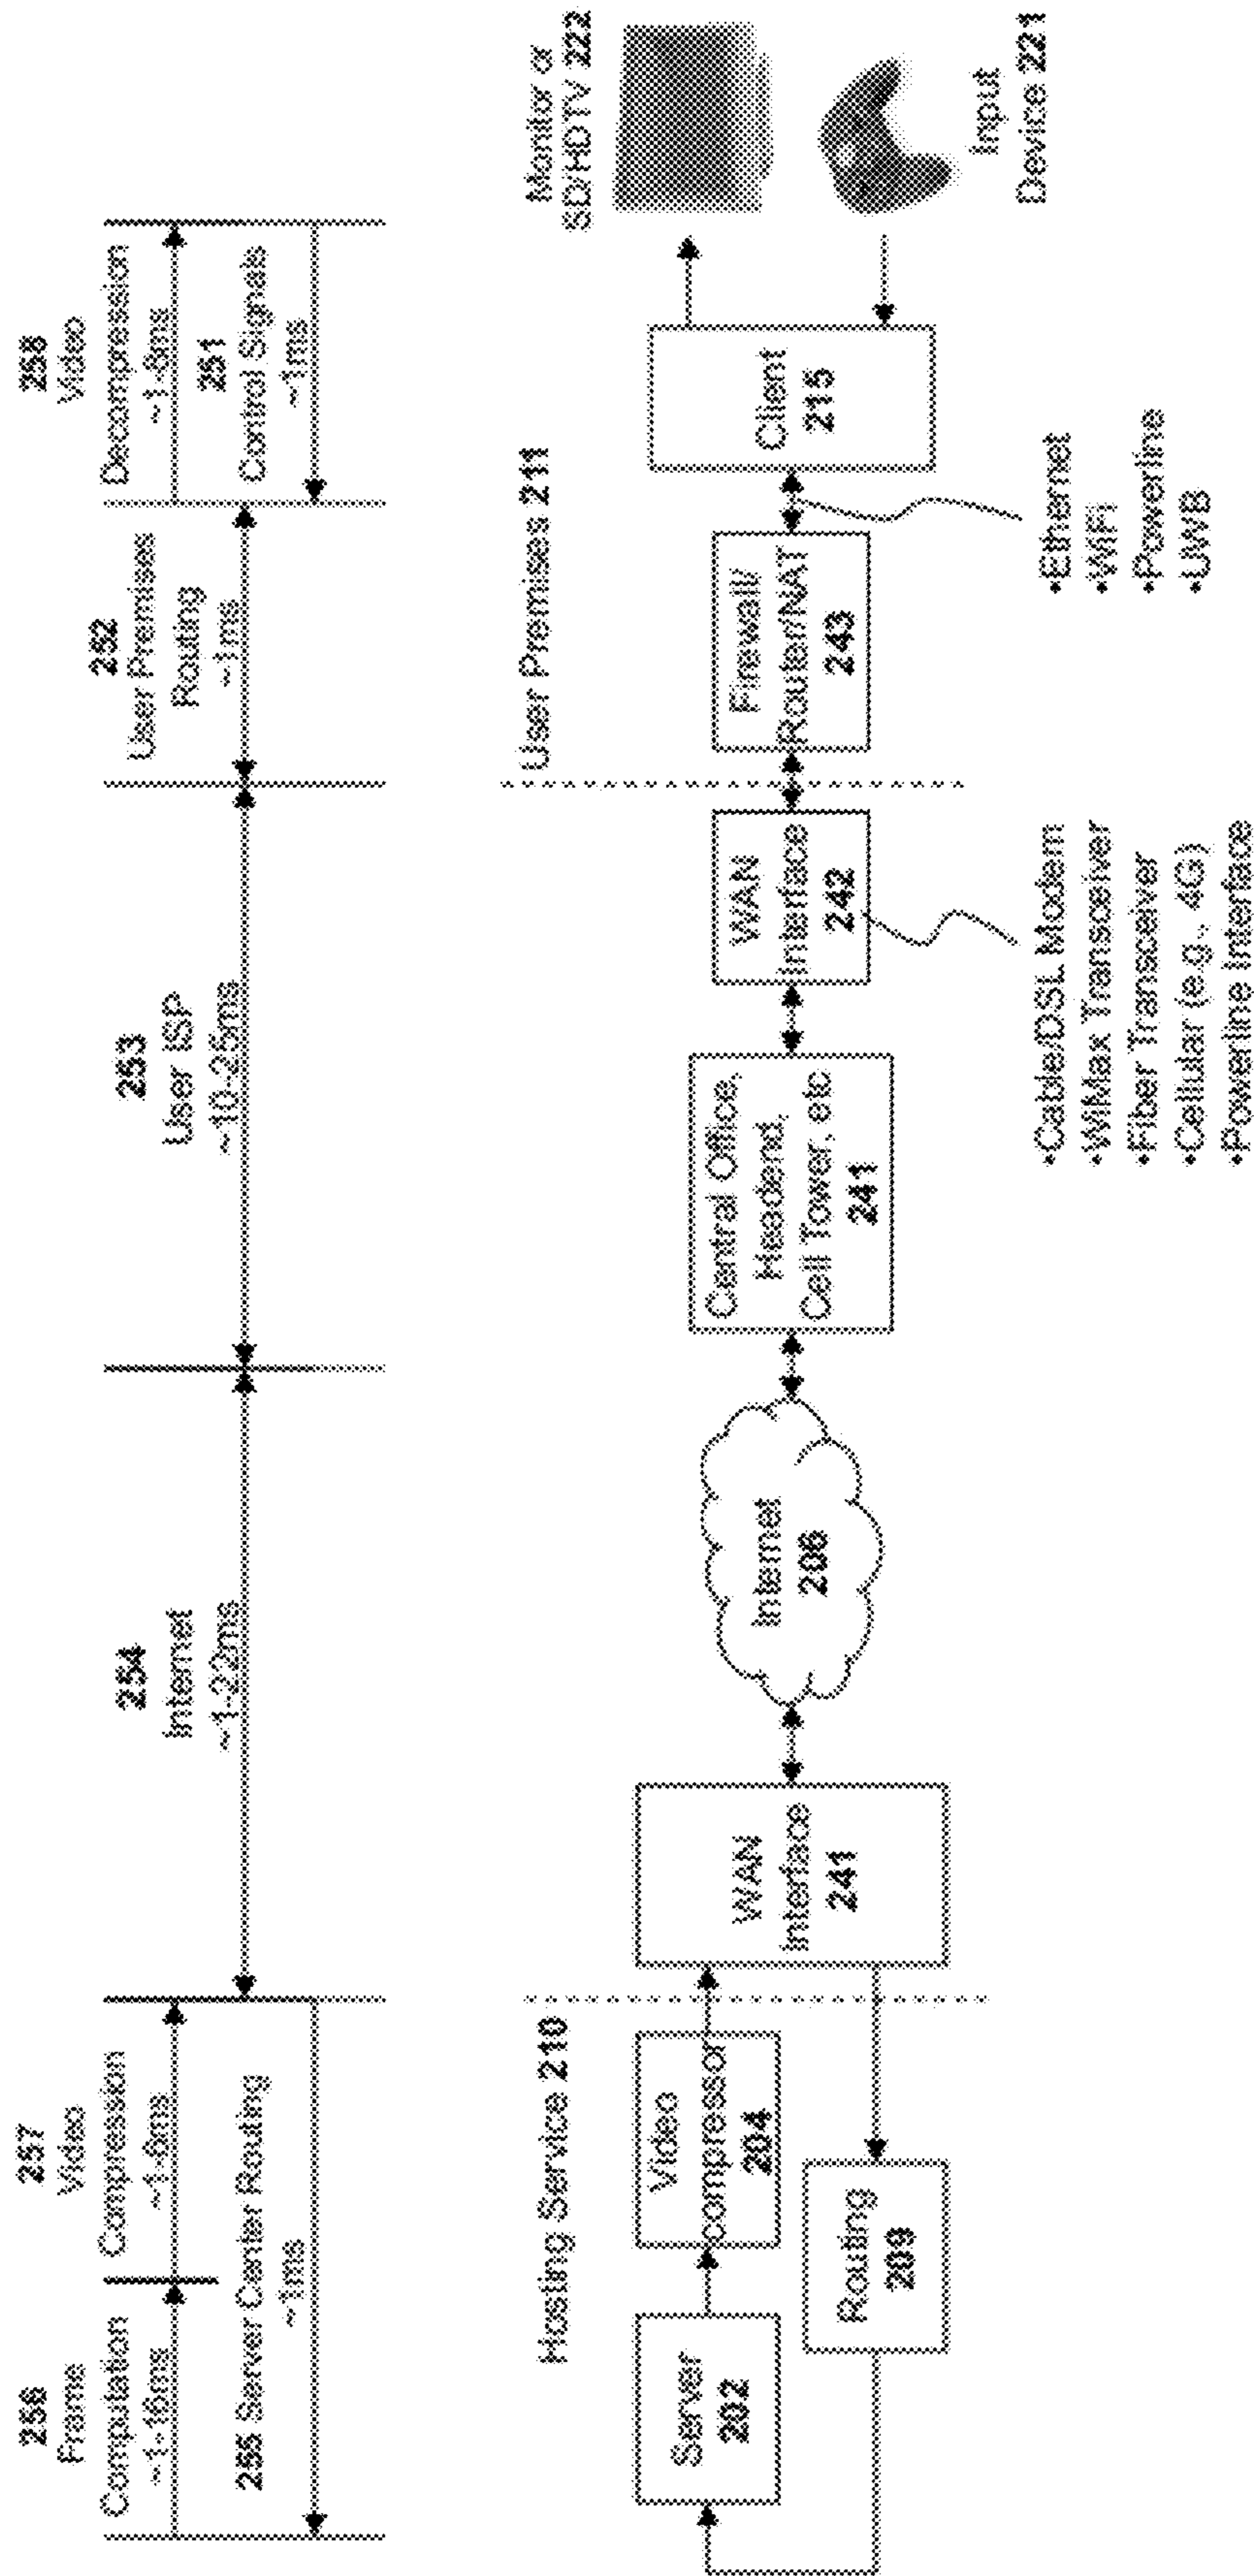 256
Frame
Computation
~1-16ms
257
Video
Compression
~1-6ms
255 Server Center Routing
~1ms
254
Internet
~1-22ms
253
User ISP
~10-25ms
252
User Premises
Routing
~1ms
258
Video
Decompression
~1-6ms
251
Control Signals
~1ms
Hosting Service 210
Server
202
Video
compressor
204
Routing
209
WAN
Interface
241
Internet
206
Central Office,
Headend,
Cell Tower, etc
241
WAN
Interface
242
•Cable/DSL Modem
•WiMax Transceiver
•Fiber Transceiver
•Cellular (e.g., 4G)
•Powerline Interface
User Premises 211
Firewall/
Router/NAT
243
•Ethernet
•WiFi
•Powerline
•UWB
Client
215
Monitor or
SD/HDTV 222
Input
Device 221